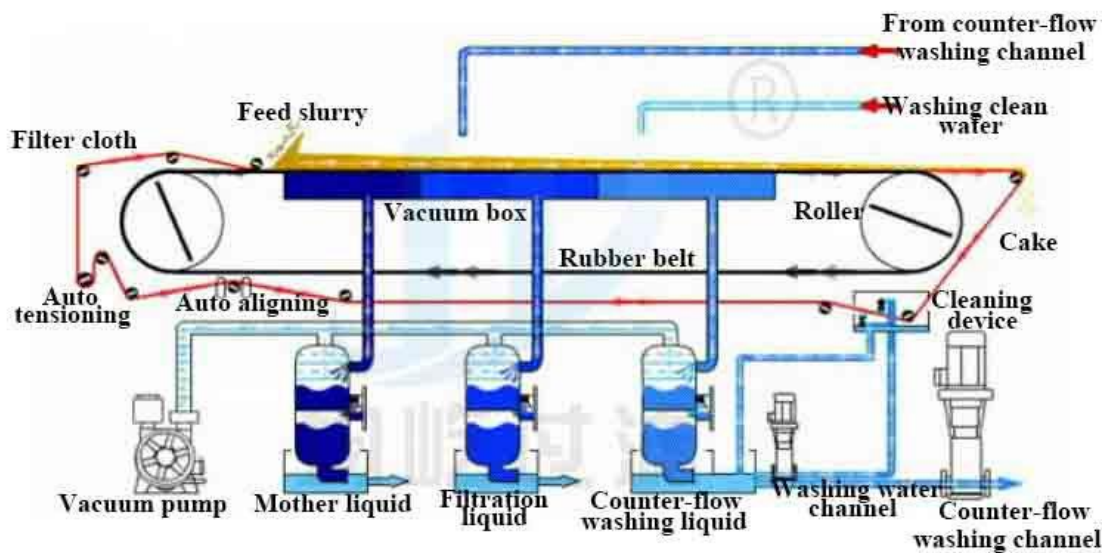 From counter-flow
washing channel
Feed slurry
Washing clean
water
Filter cloth
Vacuum box
Roller
Rubber belt
Cake
Auto
tensioning
Auto aligning
Cleaning
device
Vacuum pump
Mother liquid
Filtration
liquid
Counter-flow
washing liquid
Washing water
channel
Counter-flow
washing channel
®